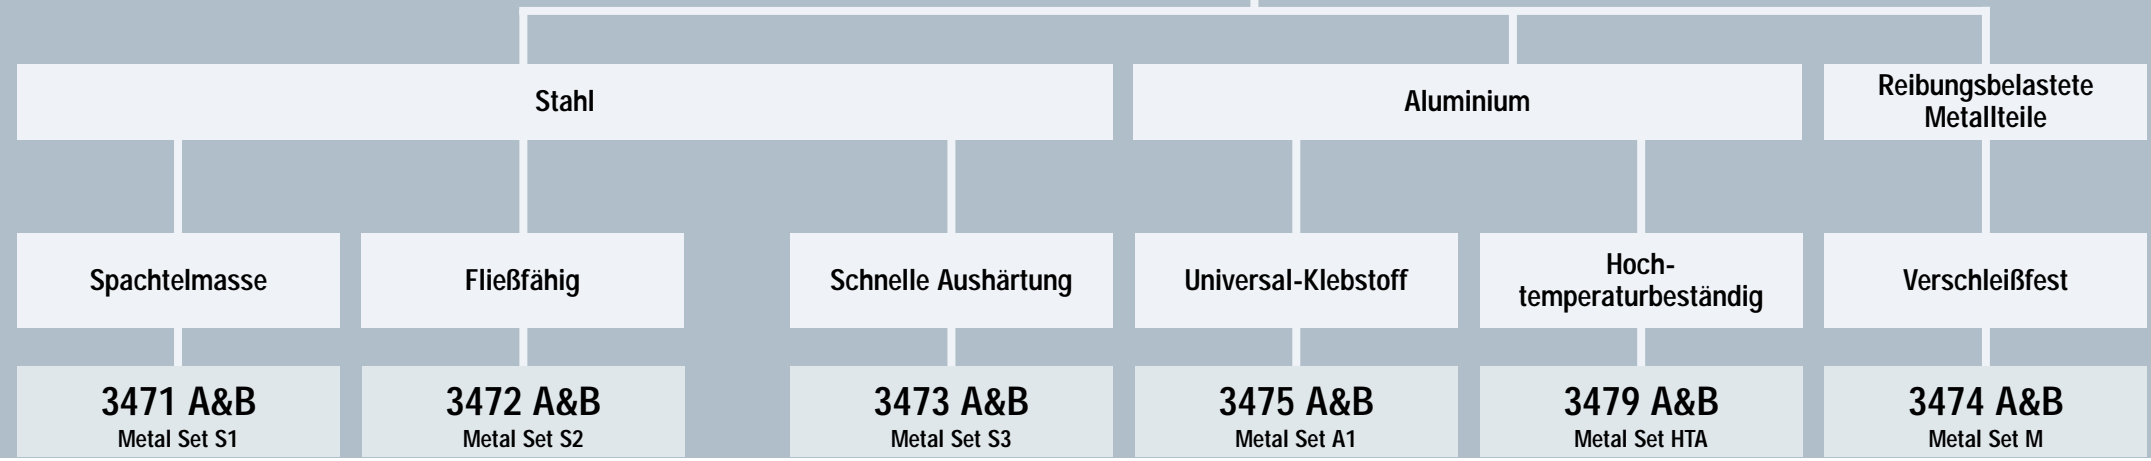 Stahl
Aluminium
Reibungsbelastete
Metallteile
Spachtelmasse
Fließfähig
Schnelle Aushärtung
Universal-Klebstoff
Hoch-
temperaturbeständig
Verschleißfest
3471 A&B
Metal Set S1
3472 A&B
Metal Set S2
3473 A&B
Metal Set S3
3475 A&B
Metal Set A1
3479 A&B
Metal Set HTA
3474 A&B
Metal Set M